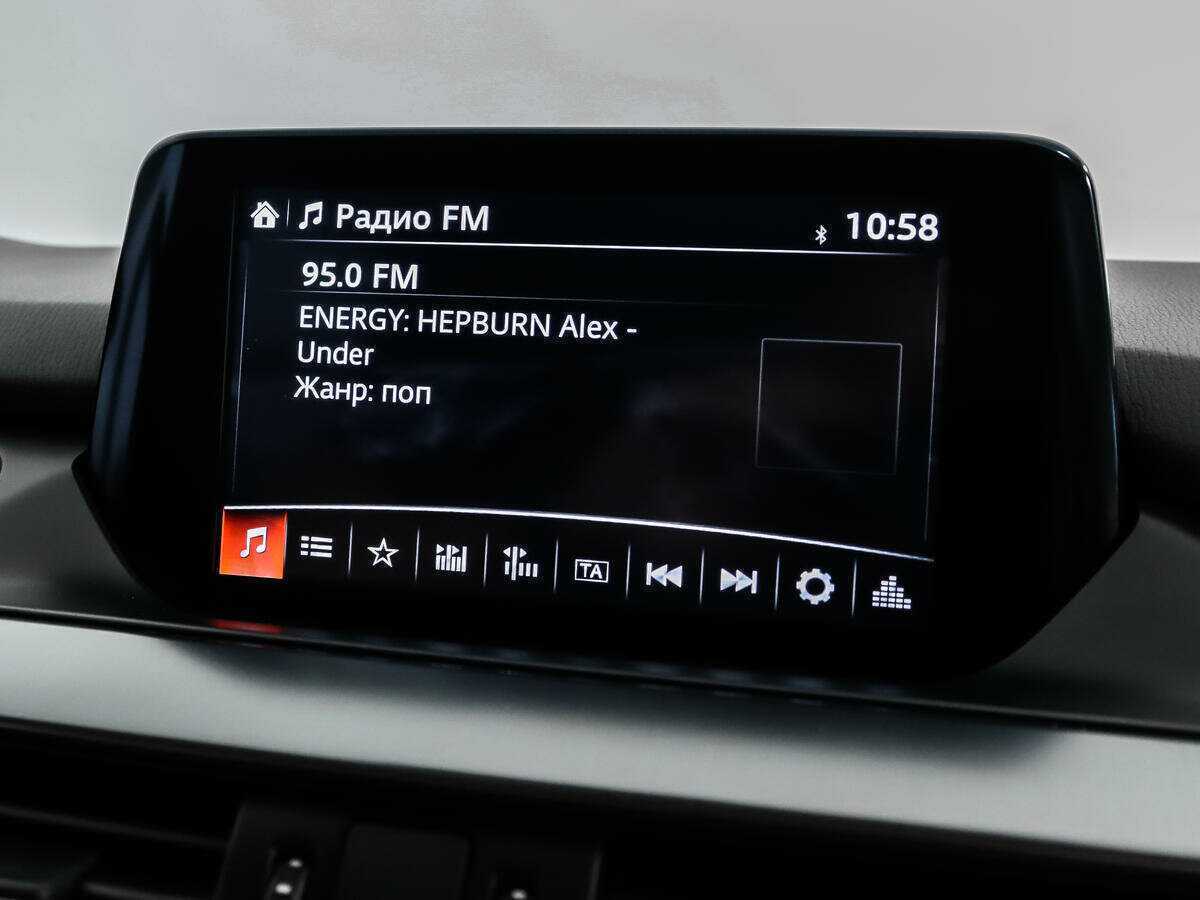 Радио FM
10:58
95.0 FM
ENERGY: HEPBURN Alex -
Under
Жанр: поп
TA